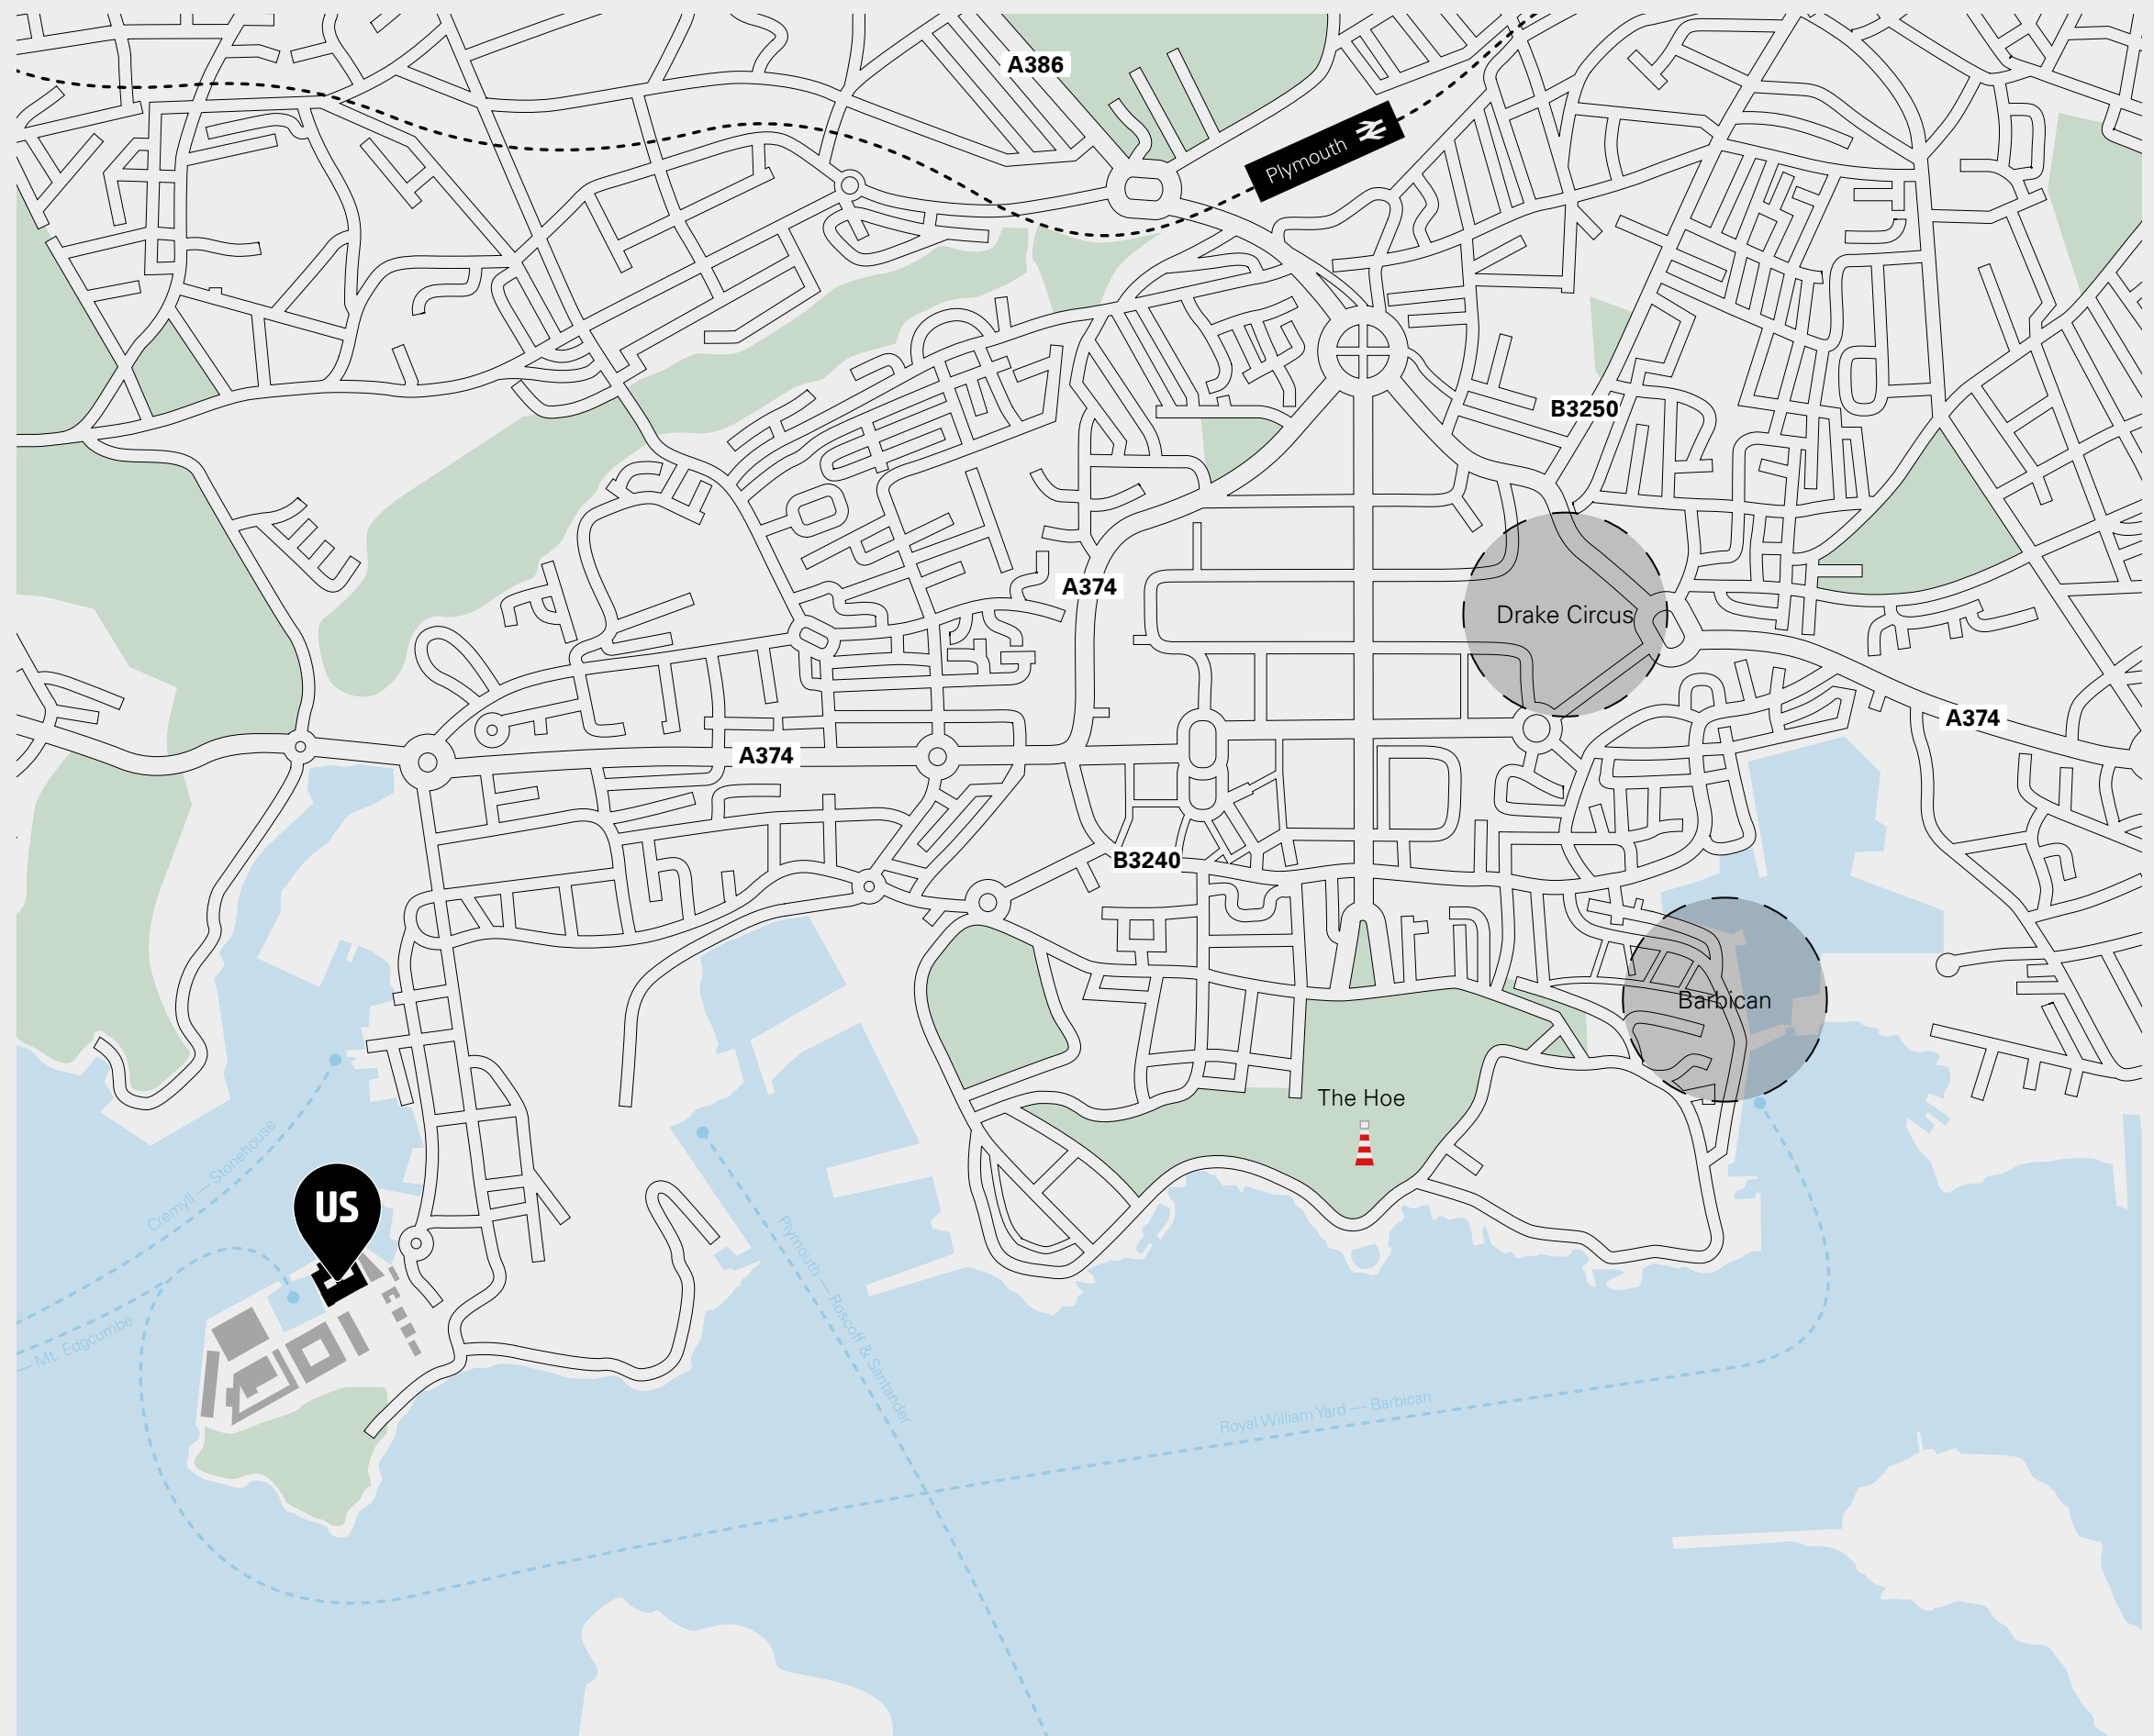 A386
Plymouth
B3250
A374
Drake Circus
A374
A374
B3240
Barbican
The Hoe
Cremyll — Stonehouse
US
Plymouth — Roscoff & Santander
— Mt. Edgcumbe
Royal William Yard — Barbican